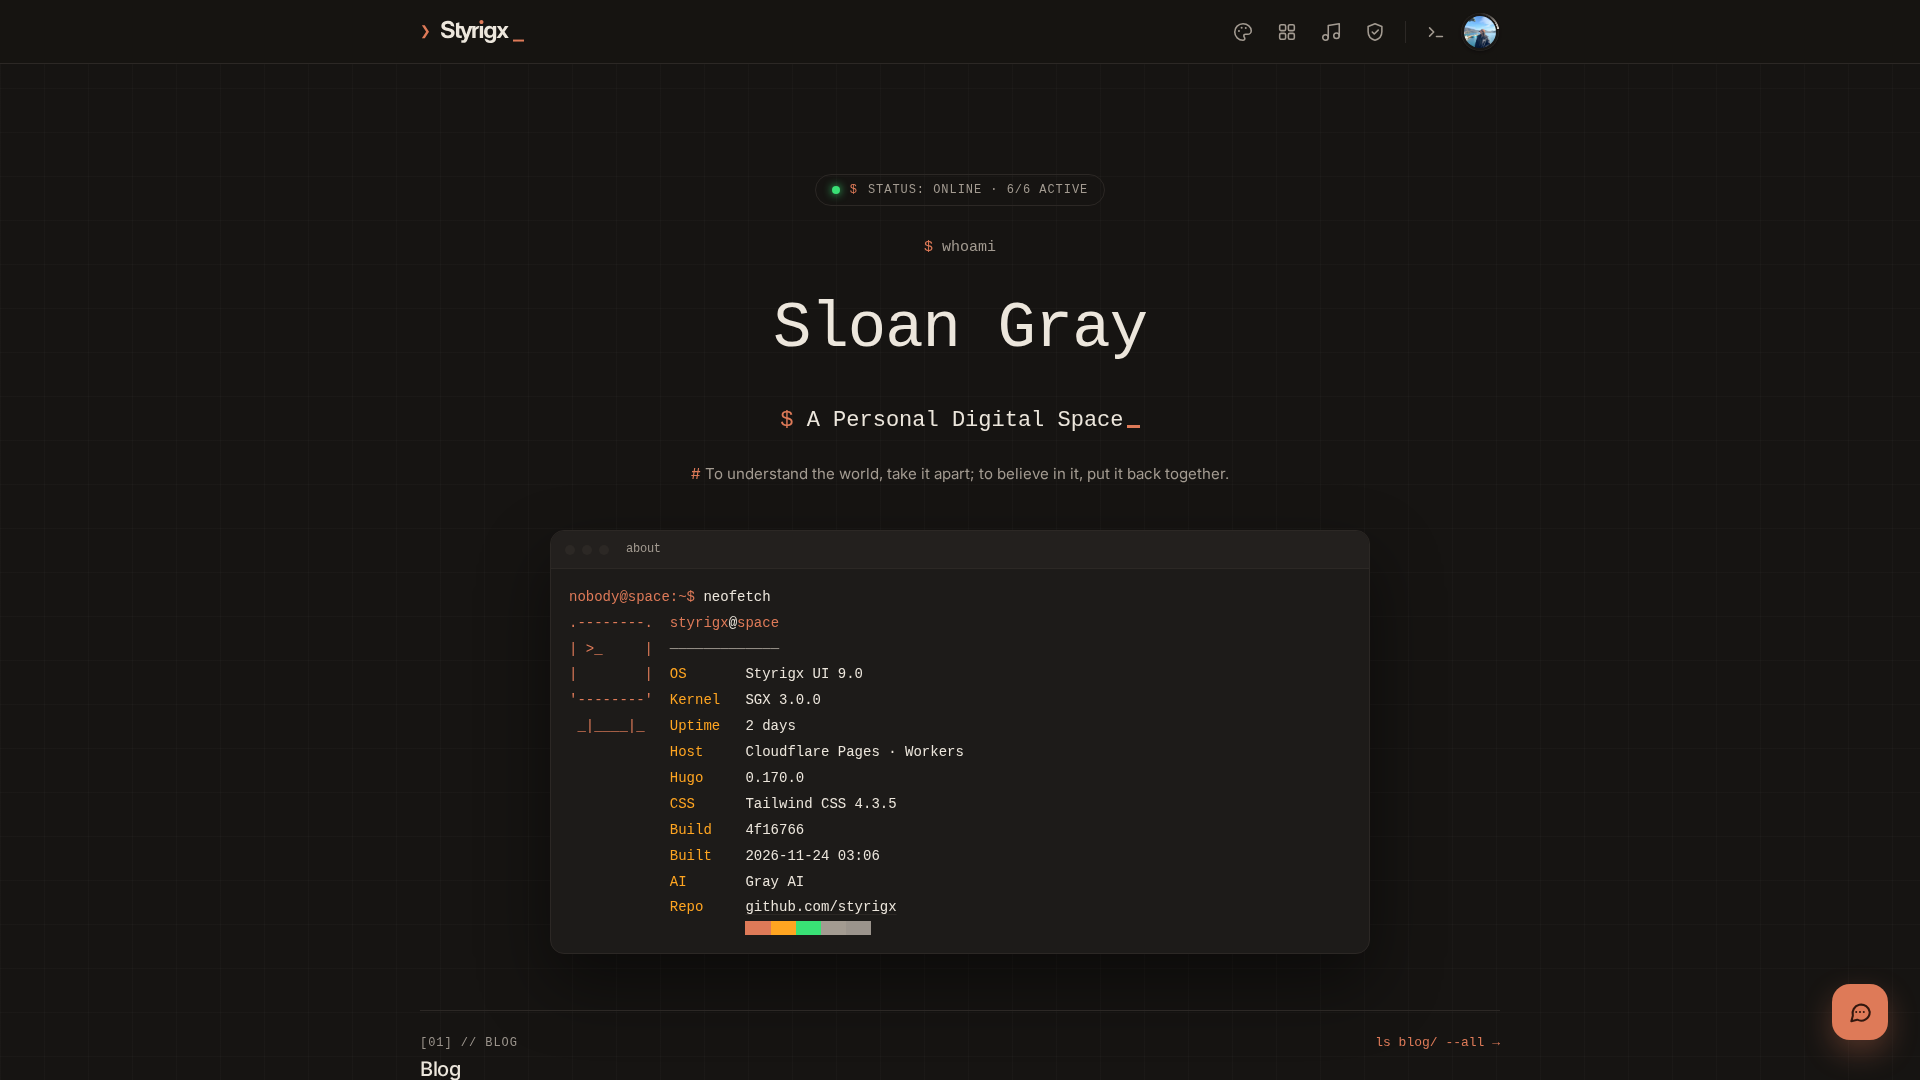 ❯ Styrigx _
$ STATUS: ONLINE · 6/6 ACTIVE
$ whoami
Sloan Gray
$ A Personal Digital Space_
# To understand the world, take it apart; to believe in it, put it back together.
about
nobody@space:~$ neofetch
.--------.  styrigx@space
| >_     |  ─────────────
|        |  OS       Styrigx UI 9.0
'--------'  Kernel   SGX 3.0.0
 _|____|_   Uptime   2 days
Host     Cloudflare Pages · Workers
Hugo     0.170.0
CSS      Tailwind CSS 4.3.5
Build    4f16766
Built    2026-11-24 03:06
AI       Gray AI
Repo     github.com/styrigx
[01] // BLOG
ls blog/ --all →
Blog